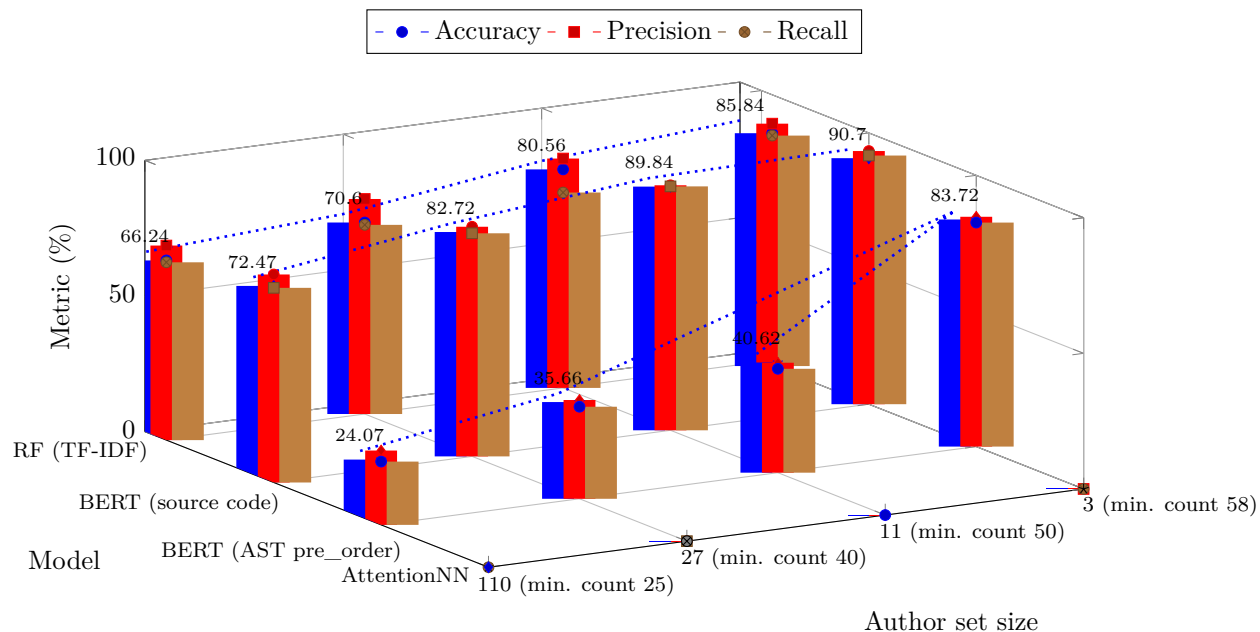 Accuracy Precision Recall
85.84
90.7
80.56
89.84
83.72
70.6
82.72
66.24
72.47
40.62
35.66
24.07
100
50
0
Metric (%)
RF (TF-IDF)
BERT (source code)
BERT (AST pre_order)
AttentionNN
Model
110 (min. count 25)
27 (min. count 40)
11 (min. count 50)
3 (min. count 58)
Author set size